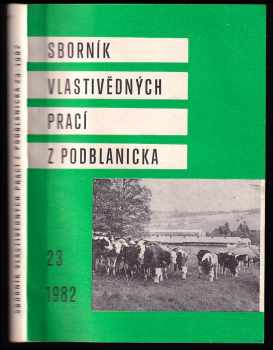 SBORNÍK VLASTIVĚDNÝCH PRACÍ Z PODBLANICKA 23 1982
SBORNÍK
VLASTIVĚDNÝCH
PRACÍ
Z PODBLANICKA
23
1982